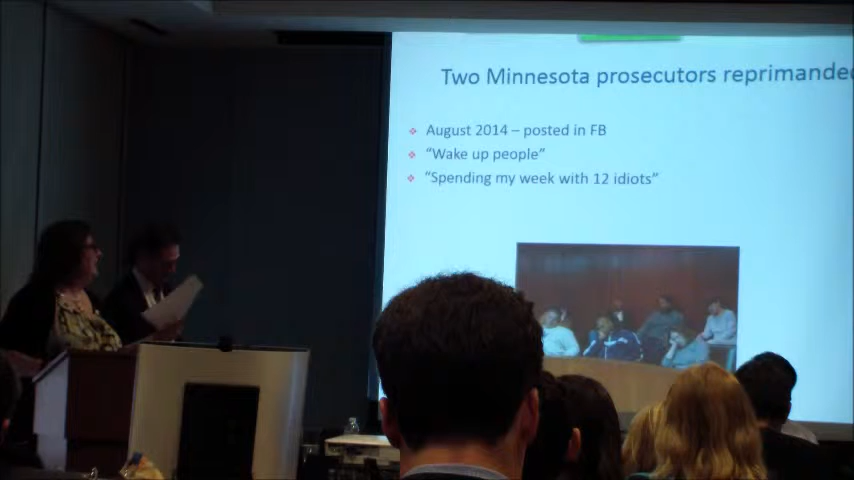 Two Minnesota prosecutors reprimanded
August 2014 – posted in FB
“Wake up people”
“Spending my week with 12 idiots”